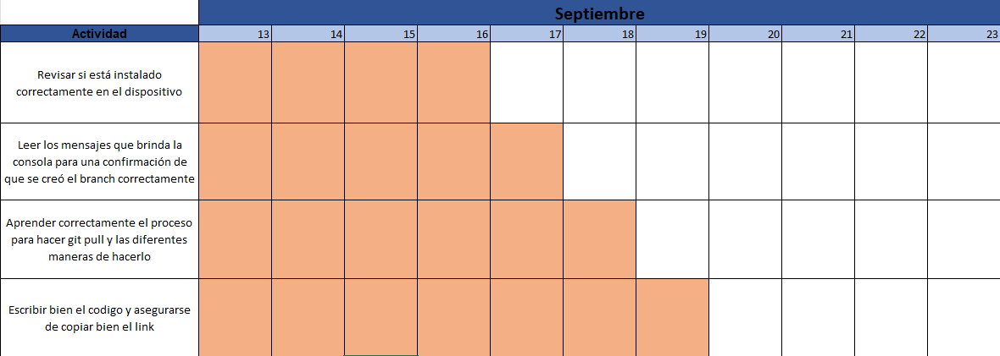 Septiembre
Actividad 13 14 15 16 17 18 19 20 21 22 23
Revisar si está instalado
correctamente en el dispositivo
Leer los mensajes que brinda la
consola para una confirmación de
que se creó el branch correctamente
Aprender correctamente el proceso
para hacer git pull y las diferentes
maneras de hacerlo
Escribir bien el codigo y asegurarse
de copiar bien el link